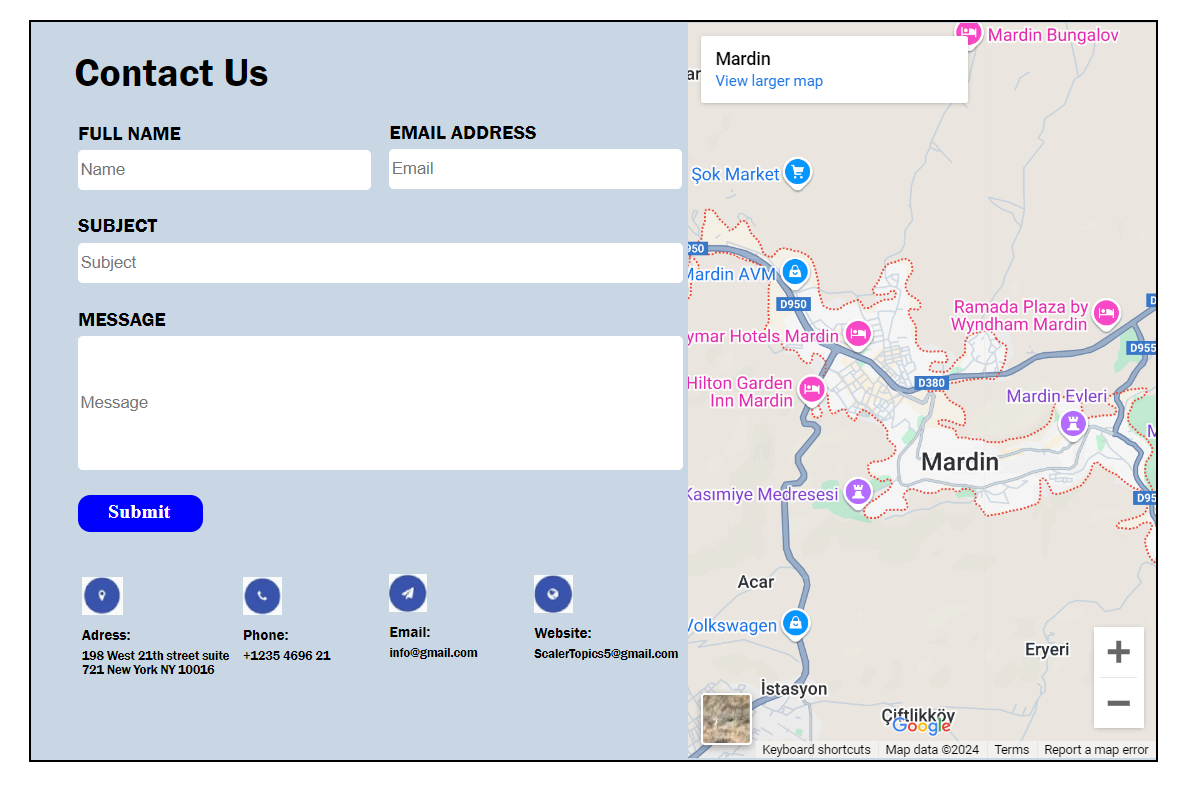 Contact Us
FULL NAME
EMAIL ADDRESS
Name
Email
SUBJECT
Subject
MESSAGE
Message
Submit
Adress:
198 West 21th street suite
721 New York NY 10016
Phone:
+1235 4696 21
Email:
info@gmail.com
Website:
ScalerTopics5@gmail.com
Mardin
View larger map
Mardin Bungalov
ar
Şok Market
950
Mardin AVM
D950
Ramada Plaza by
Wyndham Mardin
D
D955
ymar Hotels Mardin
Hilton Garden
Inn Mardin
D380
Mardin Evleri
M
Mardin
Kasımiye Medresesi
D95
Acar
Volkswagen
Eryeri
İstasyon
Çiftlikköy
Google
Keyboard shortcuts
Map data ©2024
Terms
Report a map error